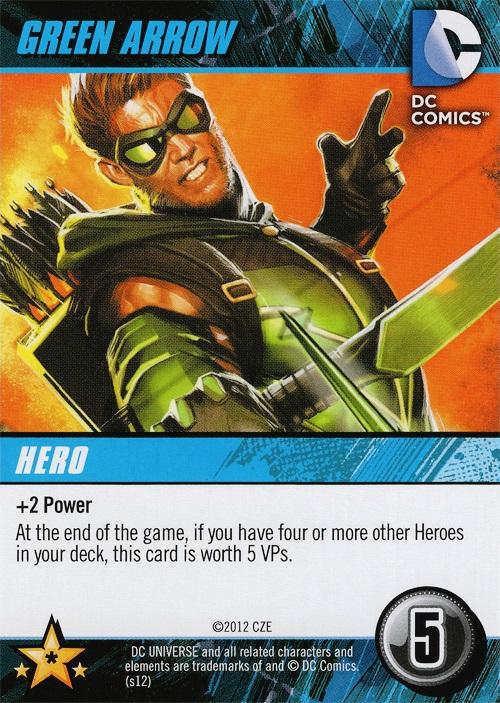 GREEN ARROW
DC
COMICS™
HERO
+2 Power
At the end of the game, if you have four or more other Heroes
in your deck, this card is worth 5 VPs.
©2012 CZE
*
5
DC UNIVERSE and all related characters and
elements are trademarks of and © DC Comics.
(s12)